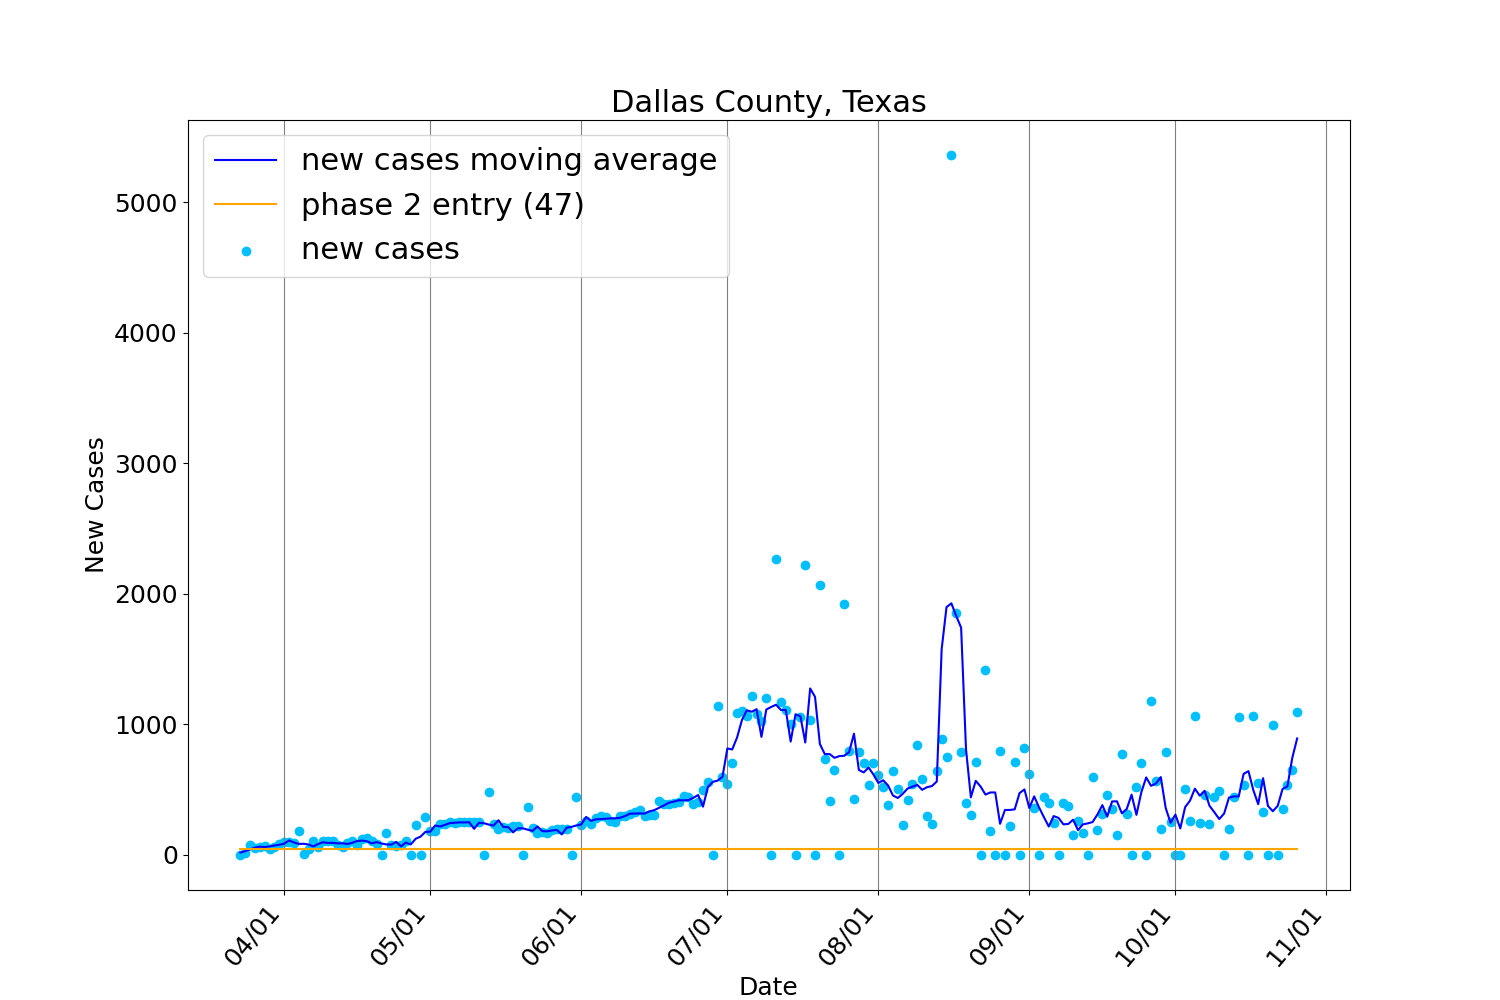 Dallas County, Texas
new cases moving average
phase 2 entry (47)
new cases
5000
4000
3000
2000
1000
0
New Cases
04/01
05/01
06/01
07/01
08/01
09/01
10/01
11/01
Date